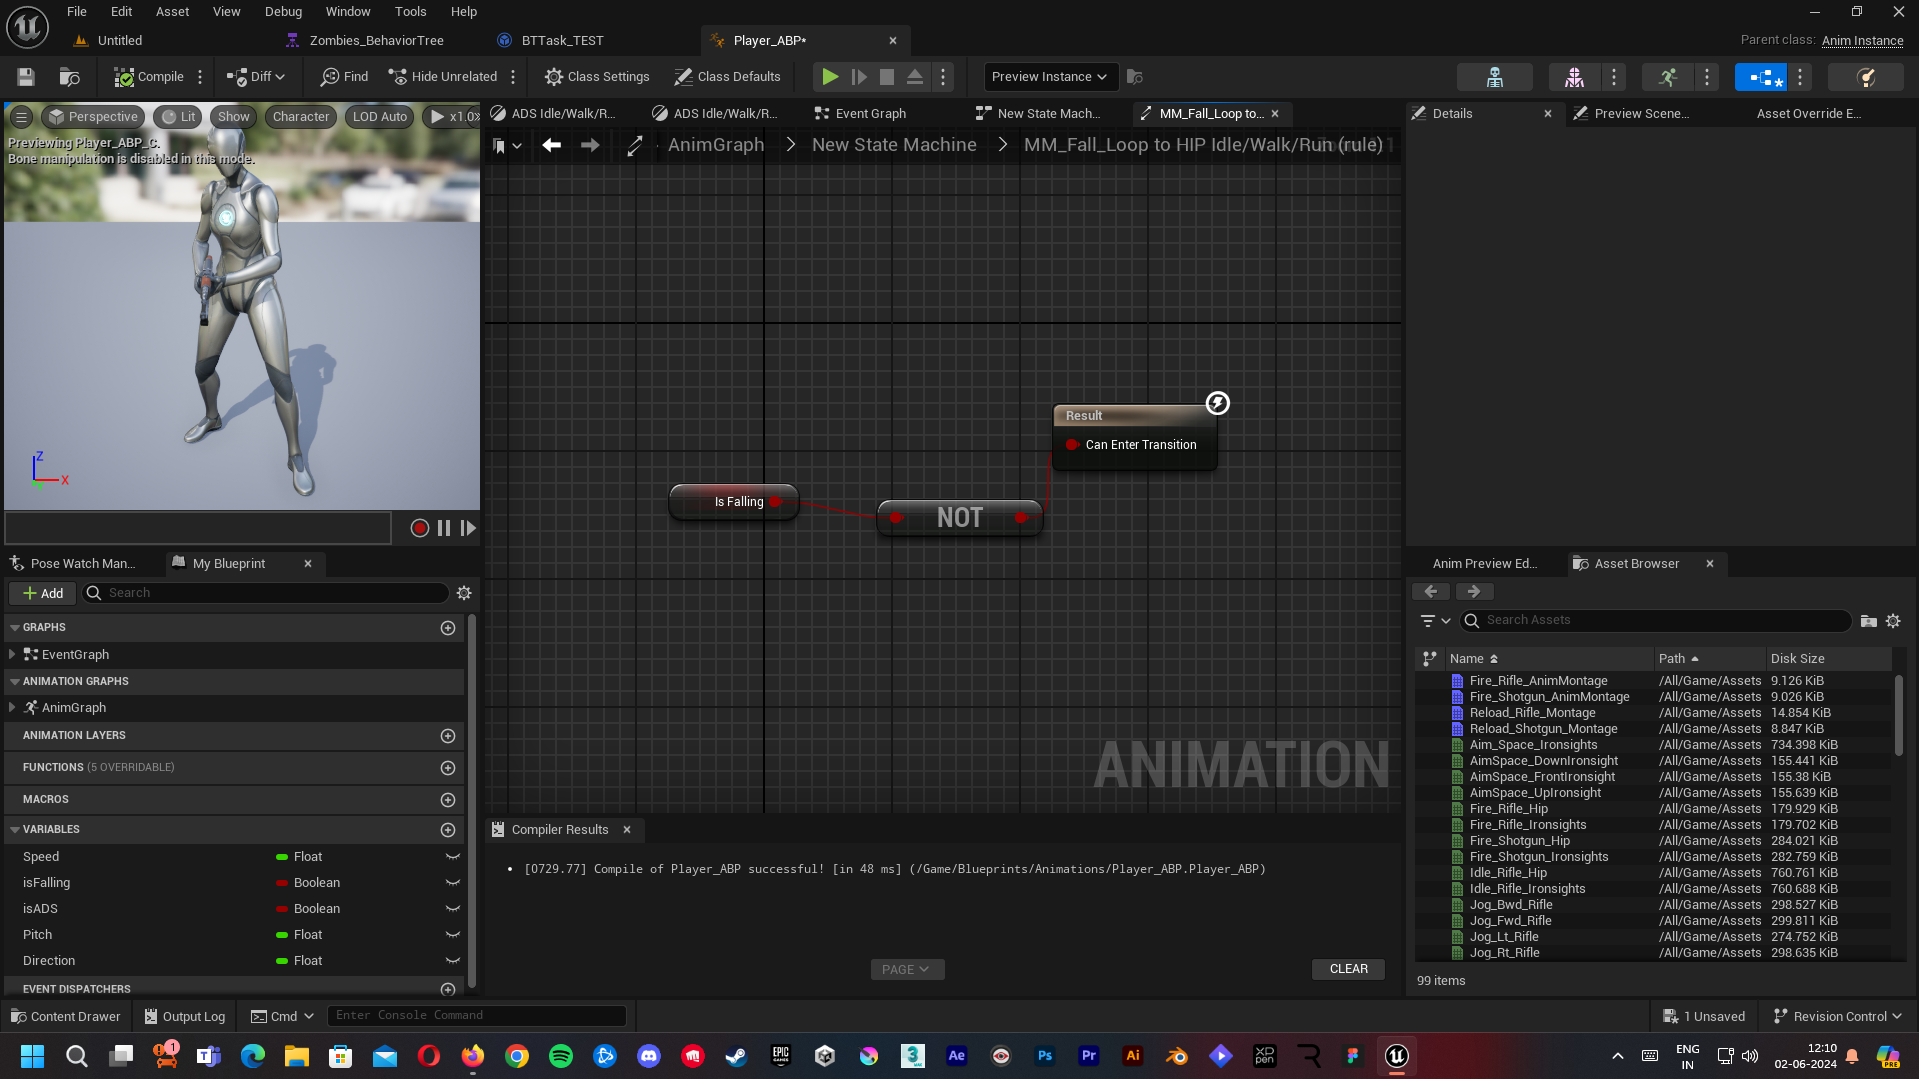 File Edit Asset View Debug Window Tools Help
Untitled Zombies_BehaviorTree BTTask_TEST Player_ABP* Parent class: Anim Instance
Compile Diff Find Hide Unrelated Class Settings Class Defaults Preview Instance
Perspective Lit Show Character LOD Auto x1.0
Previewing Player_ABP_C.
Bone manipulation is disabled in this mode.
Z
X
Pose Watch Man... My Blueprint
Add Search
GRAPHS
EventGraph
ANIMATION GRAPHS
AnimGraph
ANIMATION LAYERS
FUNCTIONS (5 OVERRIDABLE)
MACROS
VARIABLES
Speed Float
isFalling Boolean
isADS Boolean
Pitch Float
Direction Float
EVENT DISPATCHERS
ADS Idle/Walk/R... ADS Idle/Walk/R... Event Graph New State Mach... MM_Fall_Loop to...
AnimGraph > New State Machine > MM_Fall_Loop to HIP Idle/Walk/Run (rule)
Result
Can Enter Transition
Is Falling
NOT
ANIMATION
Compiler Results
• [0729.77] Compile of Player_ABP successful! [in 48 ms] (/Game/Blueprints/Animations/Player_ABP.Player_ABP)
PAGE CLEAR
Details Preview Scene... Asset Override E...
Anim Preview Ed... Asset Browser
Search Assets
Name Path Disk Size
Fire_Rifle_AnimMontage /All/Game/Assets 9.126 KiB
Fire_Shotgun_AnimMontage /All/Game/Assets 9.026 KiB
Reload_Rifle_Montage /All/Game/Assets 14.854 KiB
Reload_Shotgun_Montage /All/Game/Assets 8.847 KiB
Aim_Space_Ironsights /All/Game/Assets 734.398 KiB
AimSpace_DownIronsight /All/Game/Assets 155.441 KiB
AimSpace_FrontIronsight /All/Game/Assets 155.38 KiB
AimSpace_UpIronsight /All/Game/Assets 155.639 KiB
Fire_Rifle_Hip /All/Game/Assets 179.929 KiB
Fire_Rifle_Ironsights /All/Game/Assets 179.702 KiB
Fire_Shotgun_Hip /All/Game/Assets 284.021 KiB
Fire_Shotgun_Ironsights /All/Game/Assets 282.759 KiB
Idle_Rifle_Hip /All/Game/Assets 760.761 KiB
Idle_Rifle_Ironsights /All/Game/Assets 760.688 KiB
Jog_Bwd_Rifle /All/Game/Assets 298.527 KiB
Jog_Fwd_Rifle /All/Game/Assets 299.811 KiB
Jog_Lt_Rifle /All/Game/Assets 274.752 KiB
Jog_Rt_Rifle /All/Game/Assets 298.635 KiB
99 items
Content Drawer Output Log Cmd Enter Console Command 1 Unsaved Revision Control
1 EPIC GAMES 3 Ae Ps Pr Ai XP PEN ENG IN 12:10 02-06-2024 PRE